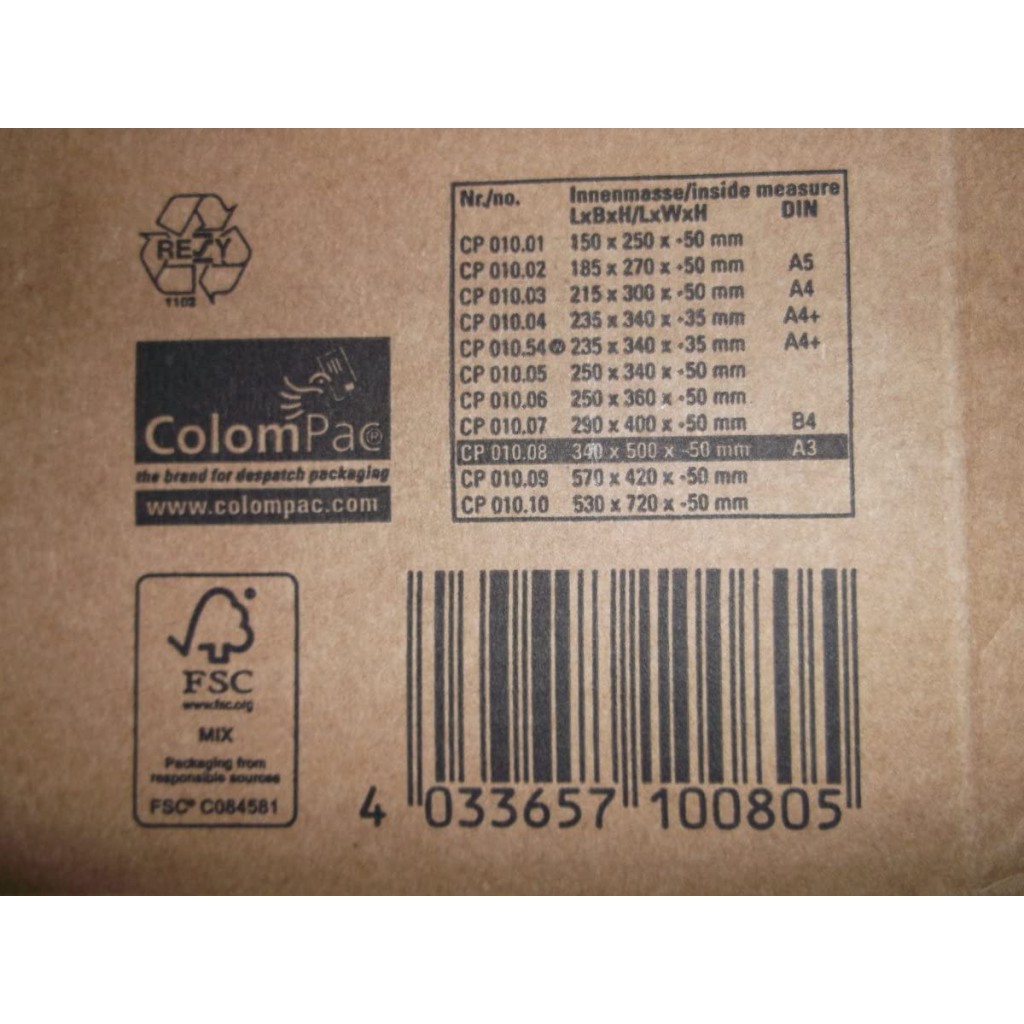 REZY
1102
ColomPac®
the brand for despatch packaging
www.colompac.com
Nr./no. Innenmasse/inside measure
LxBxH/LxWxH DIN
CP 010.01 150 x 250 x -50 mm
CP 010.02 185 x 270 x -50 mm A5
CP 010.03 215 x 300 x -50 mm A4
CP 010.04 235 x 340 x -35 mm A4+
CP 010.54 235 x 340 x -35 mm A4+
CP 010.05 250 x 340 x -50 mm
CP 010.06 250 x 360 x -50 mm
CP 010.07 290 x 400 x -50 mm B4
CP 010.08 340 x 500 x -50 mm A3
CP 010.09 570 x 420 x -50 mm
CP 010.10 530 x 720 x -50 mm
FSC
www.fsc.org
MIX
Packaging from
responsible sources
FSC® C084581
4 033657 100805